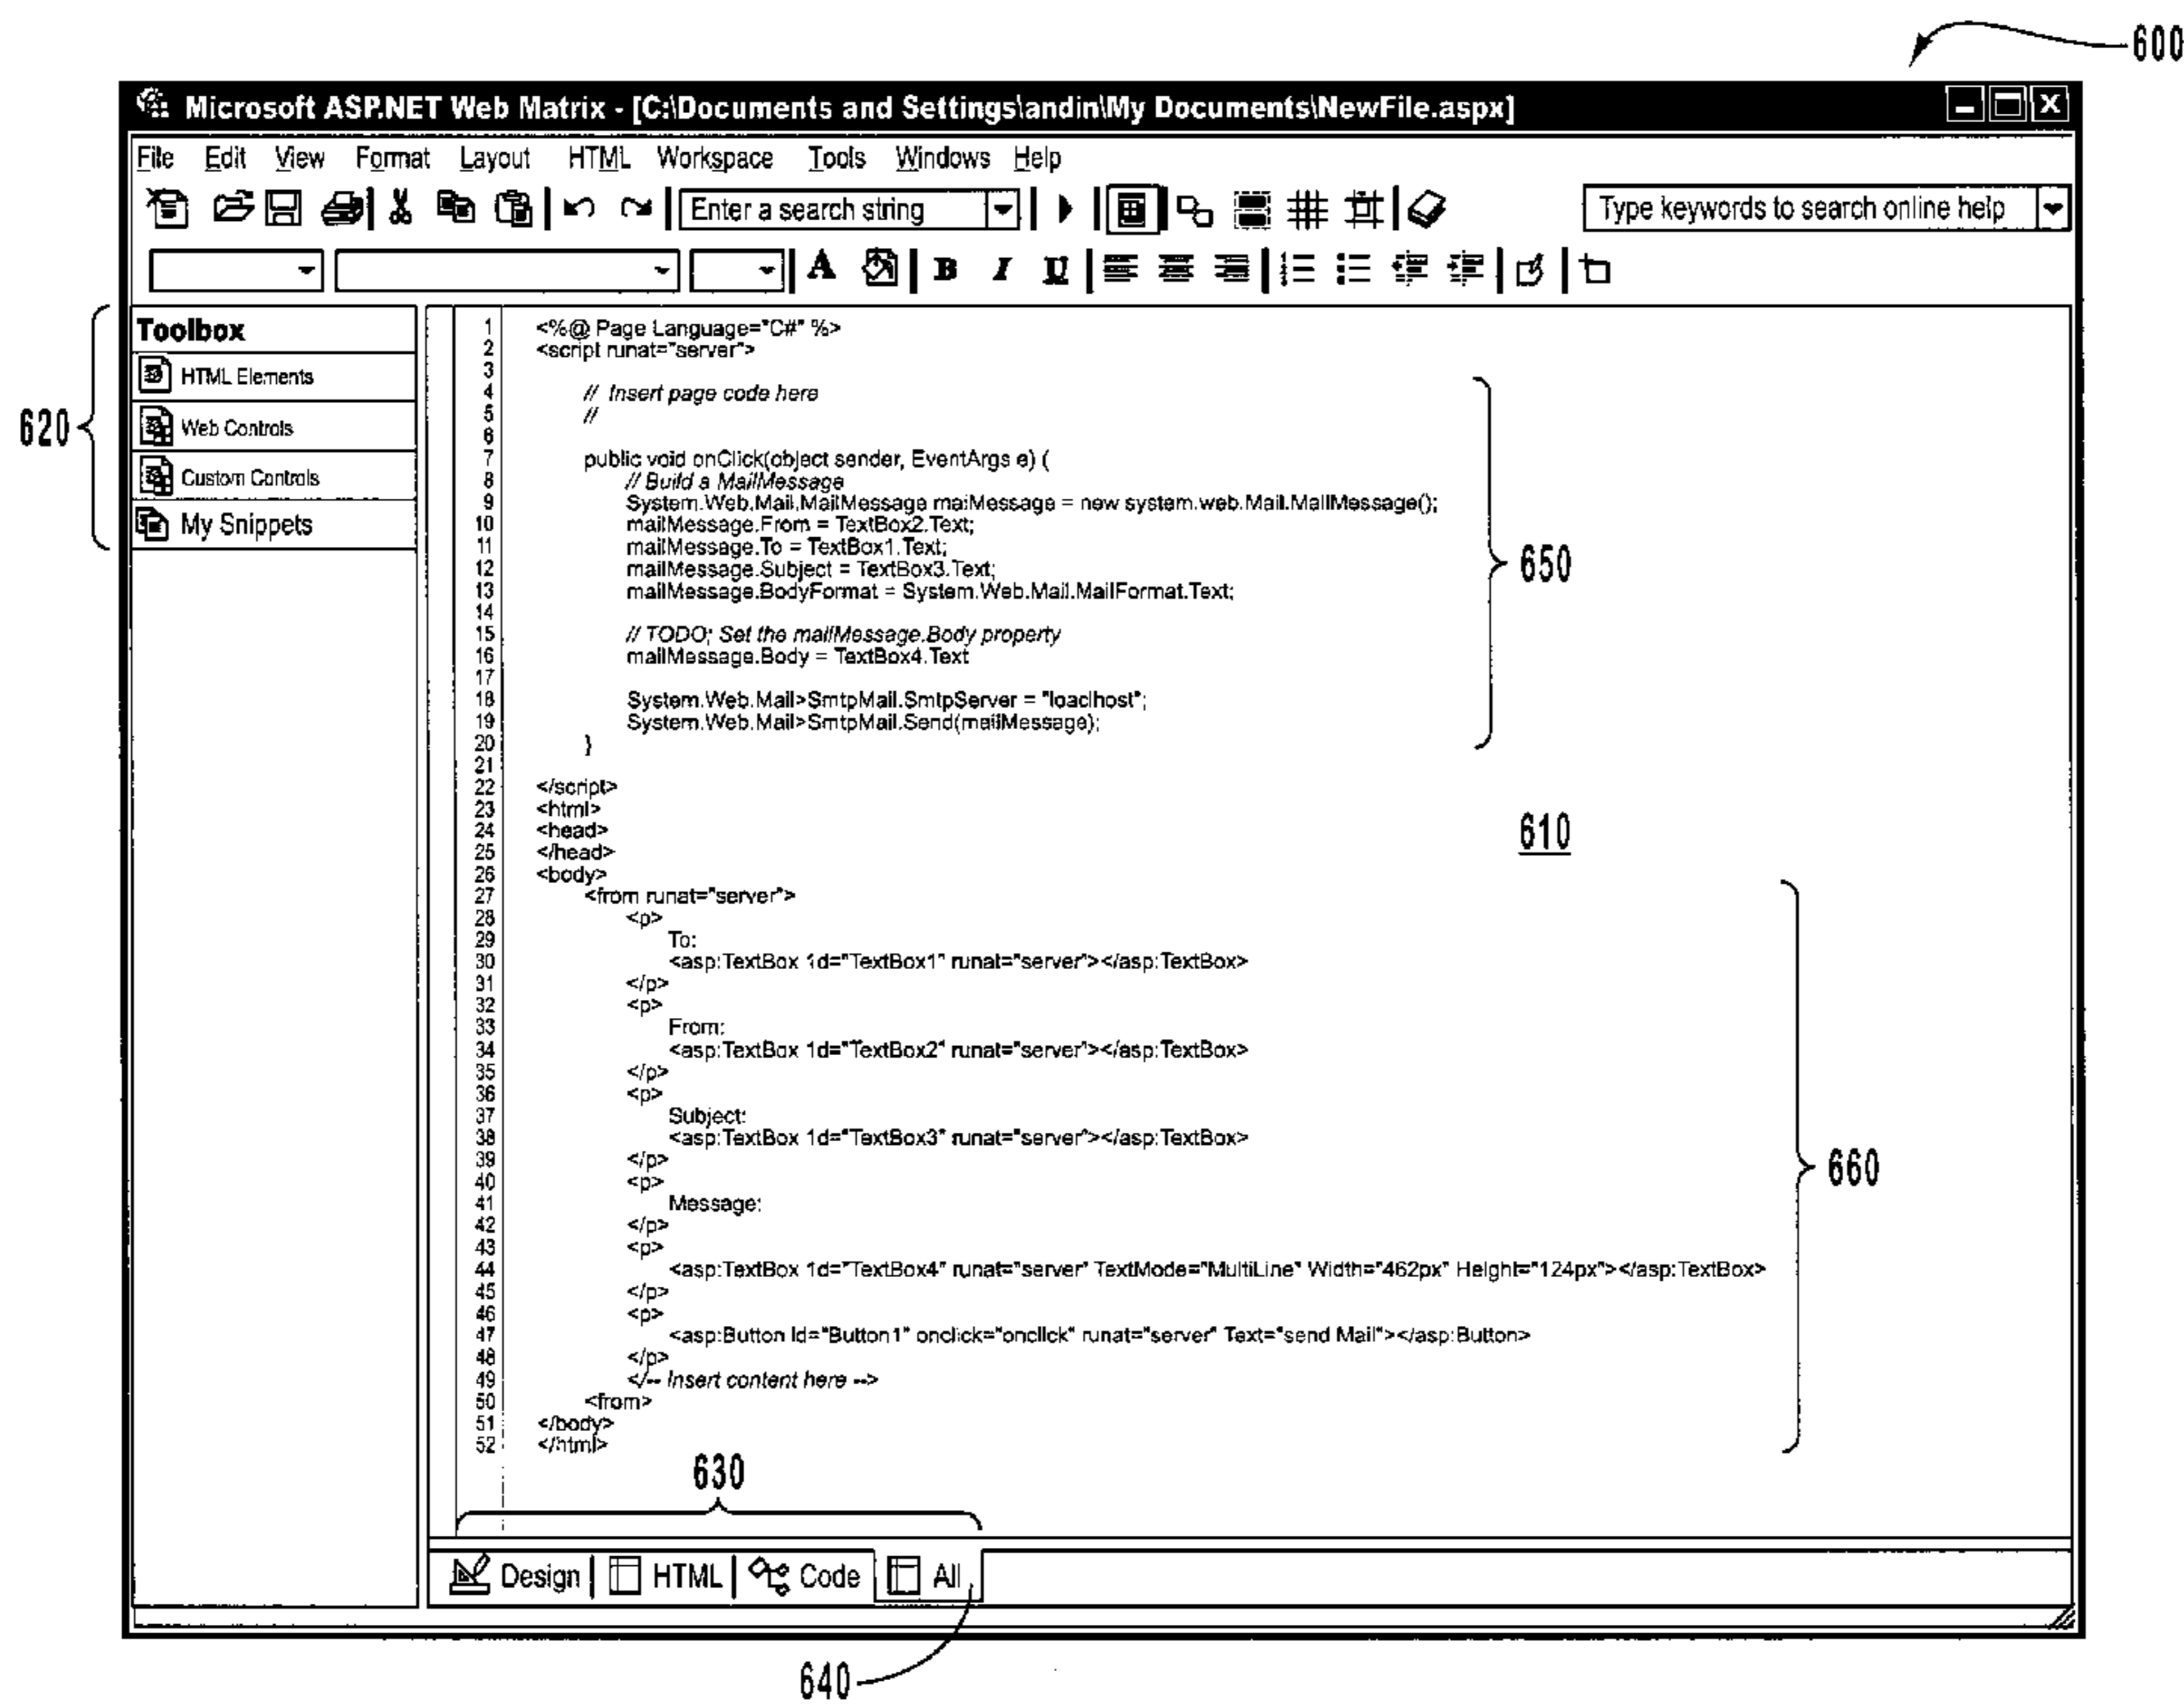 600
Microsoft ASP.NET Web Matrix - [C:\Documents and Settings\andin\My Documents\NewFile.aspx]
File Edit View Format Layout HTML Workspace Tools Windows Help
Enter a search string Type keywords to search online help
A B I U
Toolbox
HTML Elements
Web Controls
Custom Controls
My Snippets
620
1 <%@ Page Language="C#" %>
2 <script runat="server">
3
4 // Insert page code here
5 //
6
7 public void onClick(object sender, EventArgs e) (
8 // Build a MailMessage
9 System.Web.Mail.MailMessage maiMessage = new system.web.Mail.MailMessage();
10 mailMessage.From = TextBox2.Text;
11 mailMessage.To = TextBox1.Text;
12 mailMessage.Subject = TextBox3.Text;
13 mailMessage.BodyFormat = System.Web.Mail.MailFormat.Text;
14
15 // TODO; Set the mailMessage.Body property
16 mailMessage.Body = TextBox4.Text
17
18 System.Web.Mail>SmtpMail.SmtpServer = "loaclhost";
19 System.Web.Mail>SmtpMail.Send(mailMessage);
20 }
21
22 </script>
23 <html>
24 <head>
25 </head>
26 <body>
27 <from runat="server">
28 <p>
29 To:
30 <asp:TextBox 1d="TextBox1" runat="server"></asp:TextBox>
31 </p>
32 <p>
33 From:
34 <asp:TextBox 1d="TextBox2" runat="server"></asp:TextBox>
35 </p>
36 <p>
37 Subject:
38 <asp:TextBox 1d="TextBox3" runat="server"></asp:TextBox>
39 </p>
40 <p>
41 Message:
42 </p>
43 <p>
44 <asp:TextBox 1d="TextBox4" runat="server" TextMode="MultiLine" Width="462px" Height="124px"></asp:TextBox>
45 </p>
46 <p>
47 <asp:Button Id="Button1" onclick="onclick" runat="server" Text="send Mail"></asp:Button>
48 </p>
49 <!-- Insert content here -->
50 <from>
51 </body>
52 </html>
650
610
660
630
Design HTML Code All
640